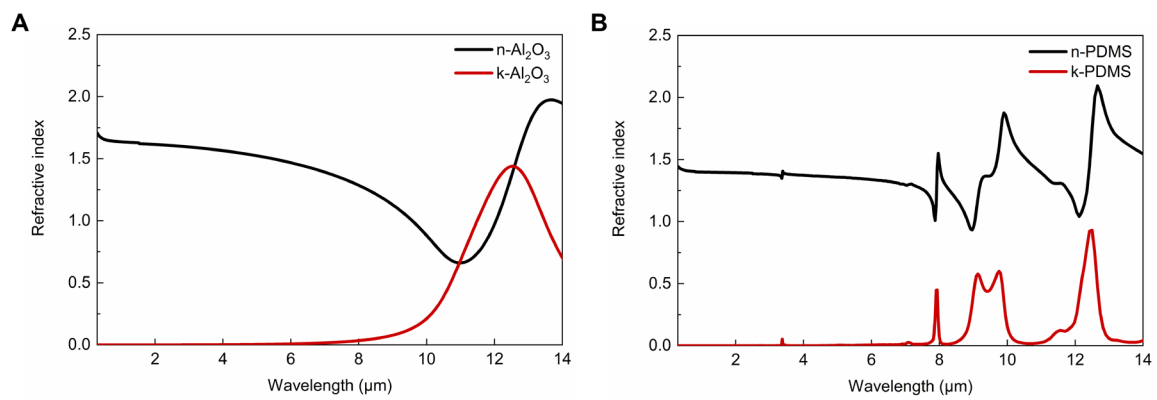 A
2.5
2.0
1.5
1.0
0.5
0.0
Refractive index
n-Al₂O₃
k-Al₂O₃
2 4 6 8 10 12 14
Wavelength (µm)
B
2.5
2.0
1.5
1.0
0.5
0.0
Refractive index
n-PDMS
k-PDMS
2 4 6 8 10 12 14
Wavelength (µm)